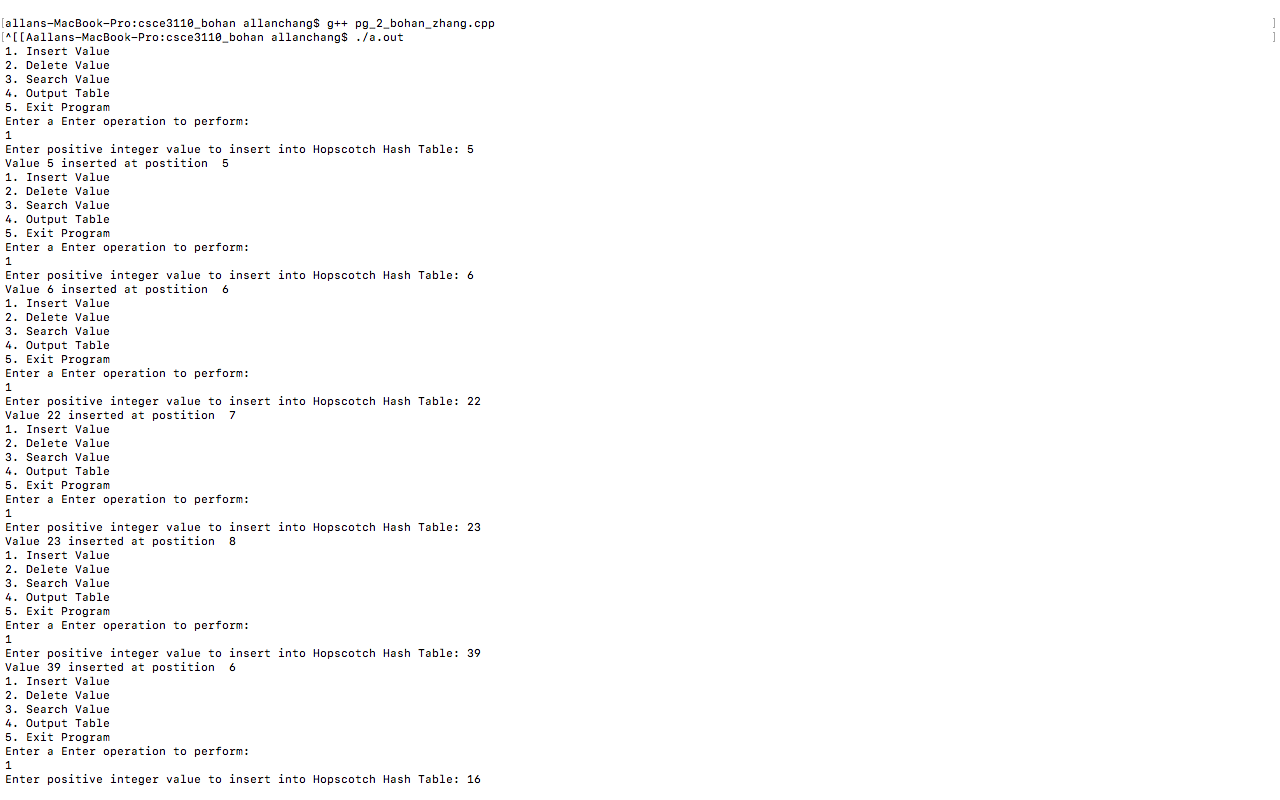 [allans-MacBook-Pro:csce3110_bohan allanchang$ g++ pg_2_bohan_zhang.cpp ]
[^[[Aallans-MacBook-Pro:csce3110_bohan allanchang$ ./a.out ]
1. Insert Value
2. Delete Value
3. Search Value
4. Output Table
5. Exit Program
Enter a Enter operation to perform:
1
Enter positive integer value to insert into Hopscotch Hash Table: 5
Value 5 inserted at postition  5
1. Insert Value
2. Delete Value
3. Search Value
4. Output Table
5. Exit Program
Enter a Enter operation to perform:
1
Enter positive integer value to insert into Hopscotch Hash Table: 6
Value 6 inserted at postition  6
1. Insert Value
2. Delete Value
3. Search Value
4. Output Table
5. Exit Program
Enter a Enter operation to perform:
1
Enter positive integer value to insert into Hopscotch Hash Table: 22
Value 22 inserted at postition  7
1. Insert Value
2. Delete Value
3. Search Value
4. Output Table
5. Exit Program
Enter a Enter operation to perform:
1
Enter positive integer value to insert into Hopscotch Hash Table: 23
Value 23 inserted at postition  8
1. Insert Value
2. Delete Value
3. Search Value
4. Output Table
5. Exit Program
Enter a Enter operation to perform:
1
Enter positive integer value to insert into Hopscotch Hash Table: 39
Value 39 inserted at postition  6
1. Insert Value
2. Delete Value
3. Search Value
4. Output Table
5. Exit Program
Enter a Enter operation to perform:
1
Enter positive integer value to insert into Hopscotch Hash Table: 16